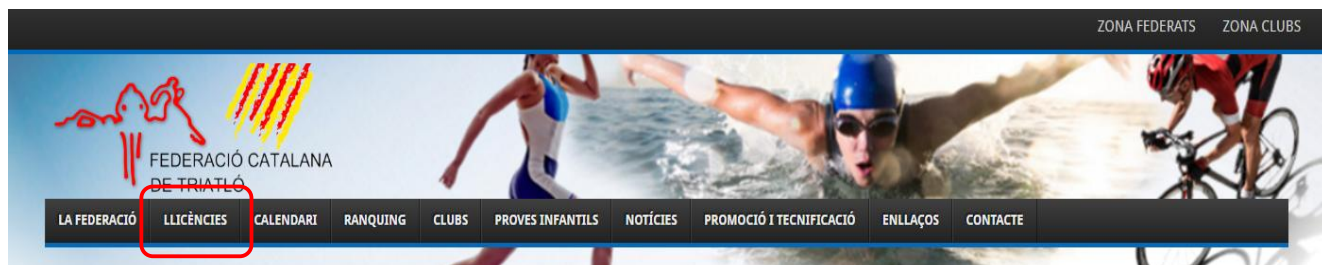 ZONA FEDERATS ZONA CLUBS
FEDERACIÓ CATALANA
DE TRIATLÓ
LA FEDERACIÓ LLICÈNCIES CALENDARI RANQUING CLUBS PROVES INFANTILS NOTÍCIES PROMOCIÓ I TECNIFICACIÓ ENLLAÇOS CONTACTE